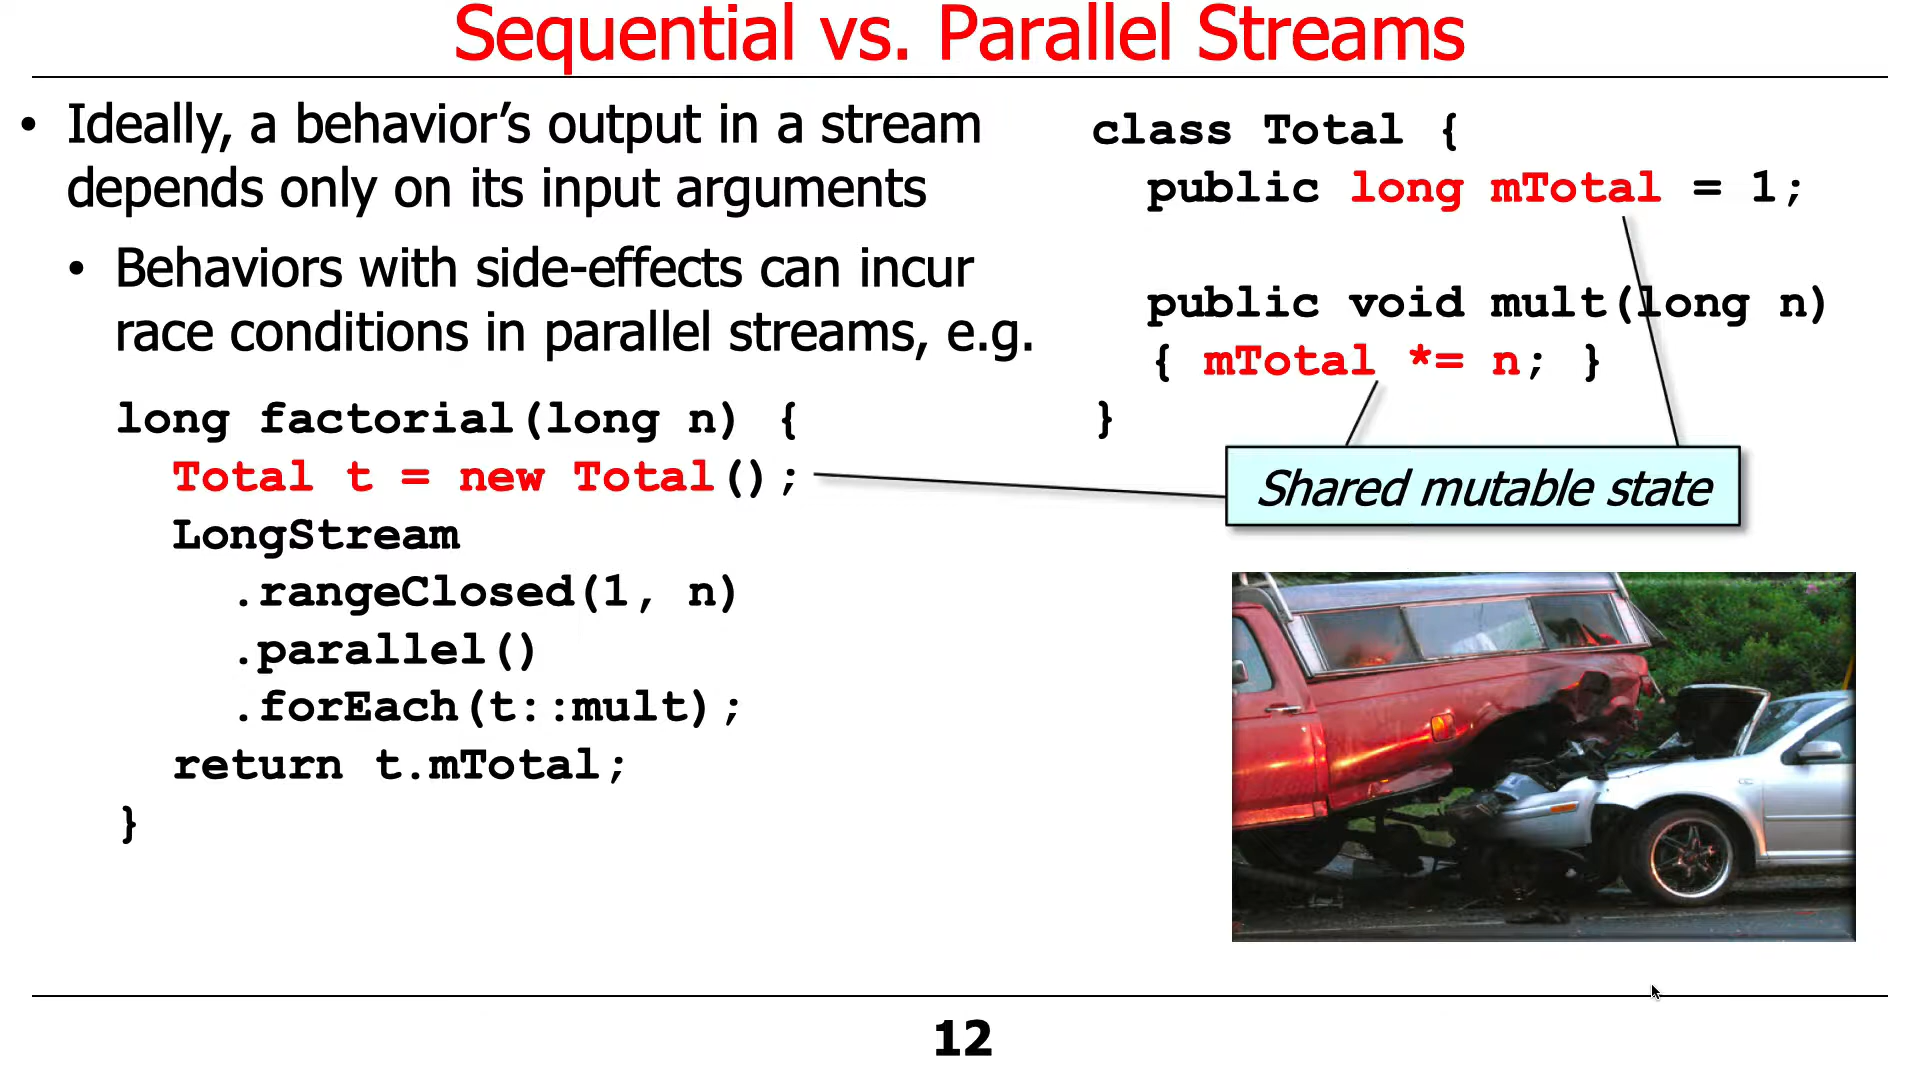 Sequential vs. Parallel Streams
• Ideally, a behavior’s output in a stream
depends only on its input arguments
• Behaviors with side-effects can incur
race conditions in parallel streams, e.g.
long factorial(long n) {
Total t = new Total();
LongStream
.rangeClosed(1, n)
.parallel()
.forEach(t::mult);
return t.mTotal;
}
class Total {
public long mTotal = 1;
public void mult(long n)
{ mTotal *= n; }
}
Shared mutable state
12